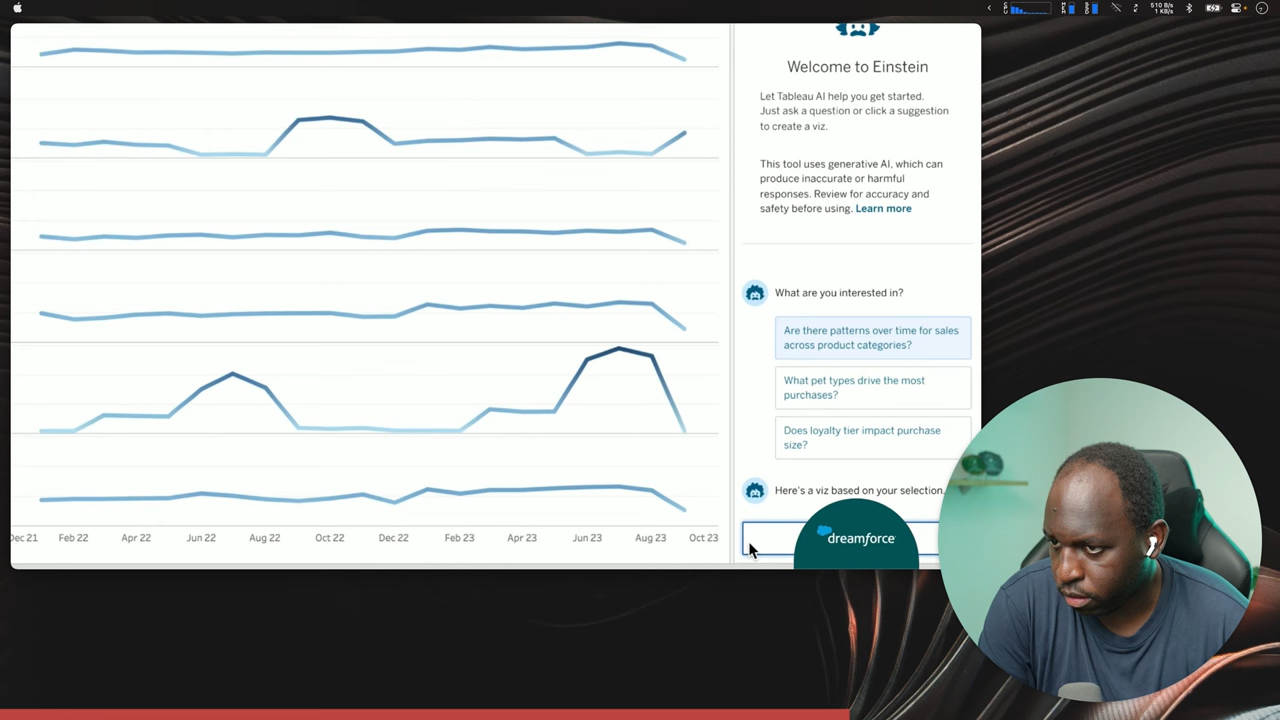 510 B/s
1 KB/s
Welcome to Einstein
Let Tableau AI help you get started.
Just ask a question or click a suggestion
to create a viz.
This tool uses generative AI, which can
produce inaccurate or harmful
responses. Review for accuracy and
safety before using. Learn more
What are you interested in?
Are there patterns over time for sales
across product categories?
What pet types drive the most
purchases?
Does loyalty tier impact purchase
size?
Here's a viz based on your selection.
dreamforce
Dec 21 Feb 22 Apr 22 Jun 22 Aug 22 Oct 22 Dec 22 Feb 23 Apr 23 Jun 23 Aug 23 Oct 23